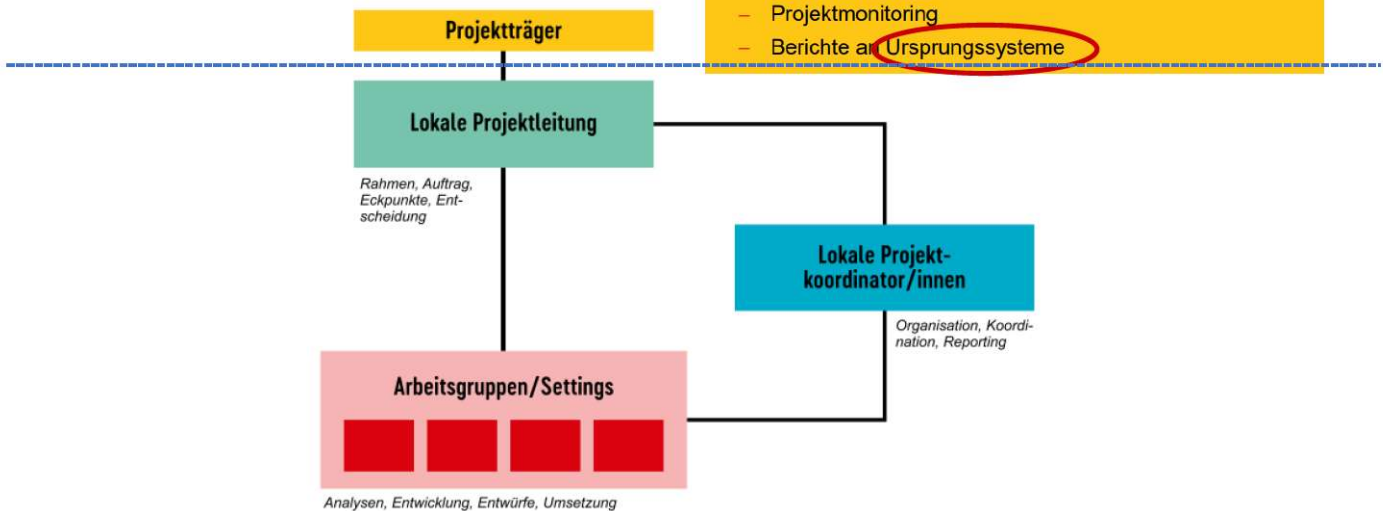 Projektträger
– Projektmonitoring
– Berichte an Ursprungssysteme
Lokale Projektleitung
Rahmen, Auftrag,
Eckpunkte, Ent-
scheidung
Lokale Projekt-
koordinator/innen
Organisation, Koordi-
nation, Reporting
Arbeitsgruppen/Settings
Analysen, Entwicklung, Entwürfe, Umsetzung